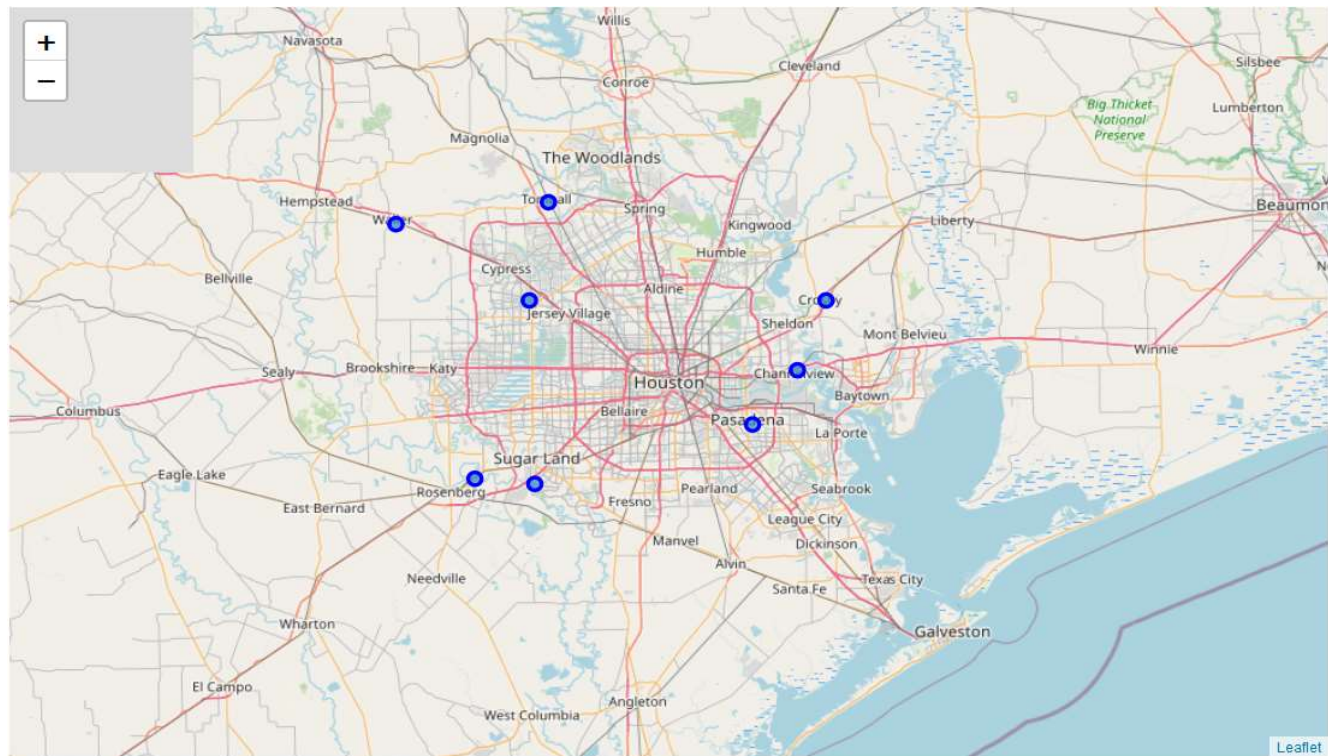 +
−
Willis
Navasota
Cleveland
Silsbee
Conroe
Big Thicket
National
Preserve
Lumberton
Magnolia
The Woodlands
Hempstead
Spring
Beaumon
Liberty
Kingwood
Humble
Cypress
Bellville
Aldine
Jersey Village
Sheldon
Mont Belvieu
Winnie
Sealy
Brookshire
Katy
Houston
Baytown
Columbus
Bellaire
La Porte
Sugar Land
Eagle Lake
Rosenberg
Seabrook
Pearland
Fresno
East Bernard
League City
Manvel
Dickinson
Alvin
Needville
Texas City
Santa Fe
Wharton
Galveston
El Campo
Angleton
West Columbia
Leaflet